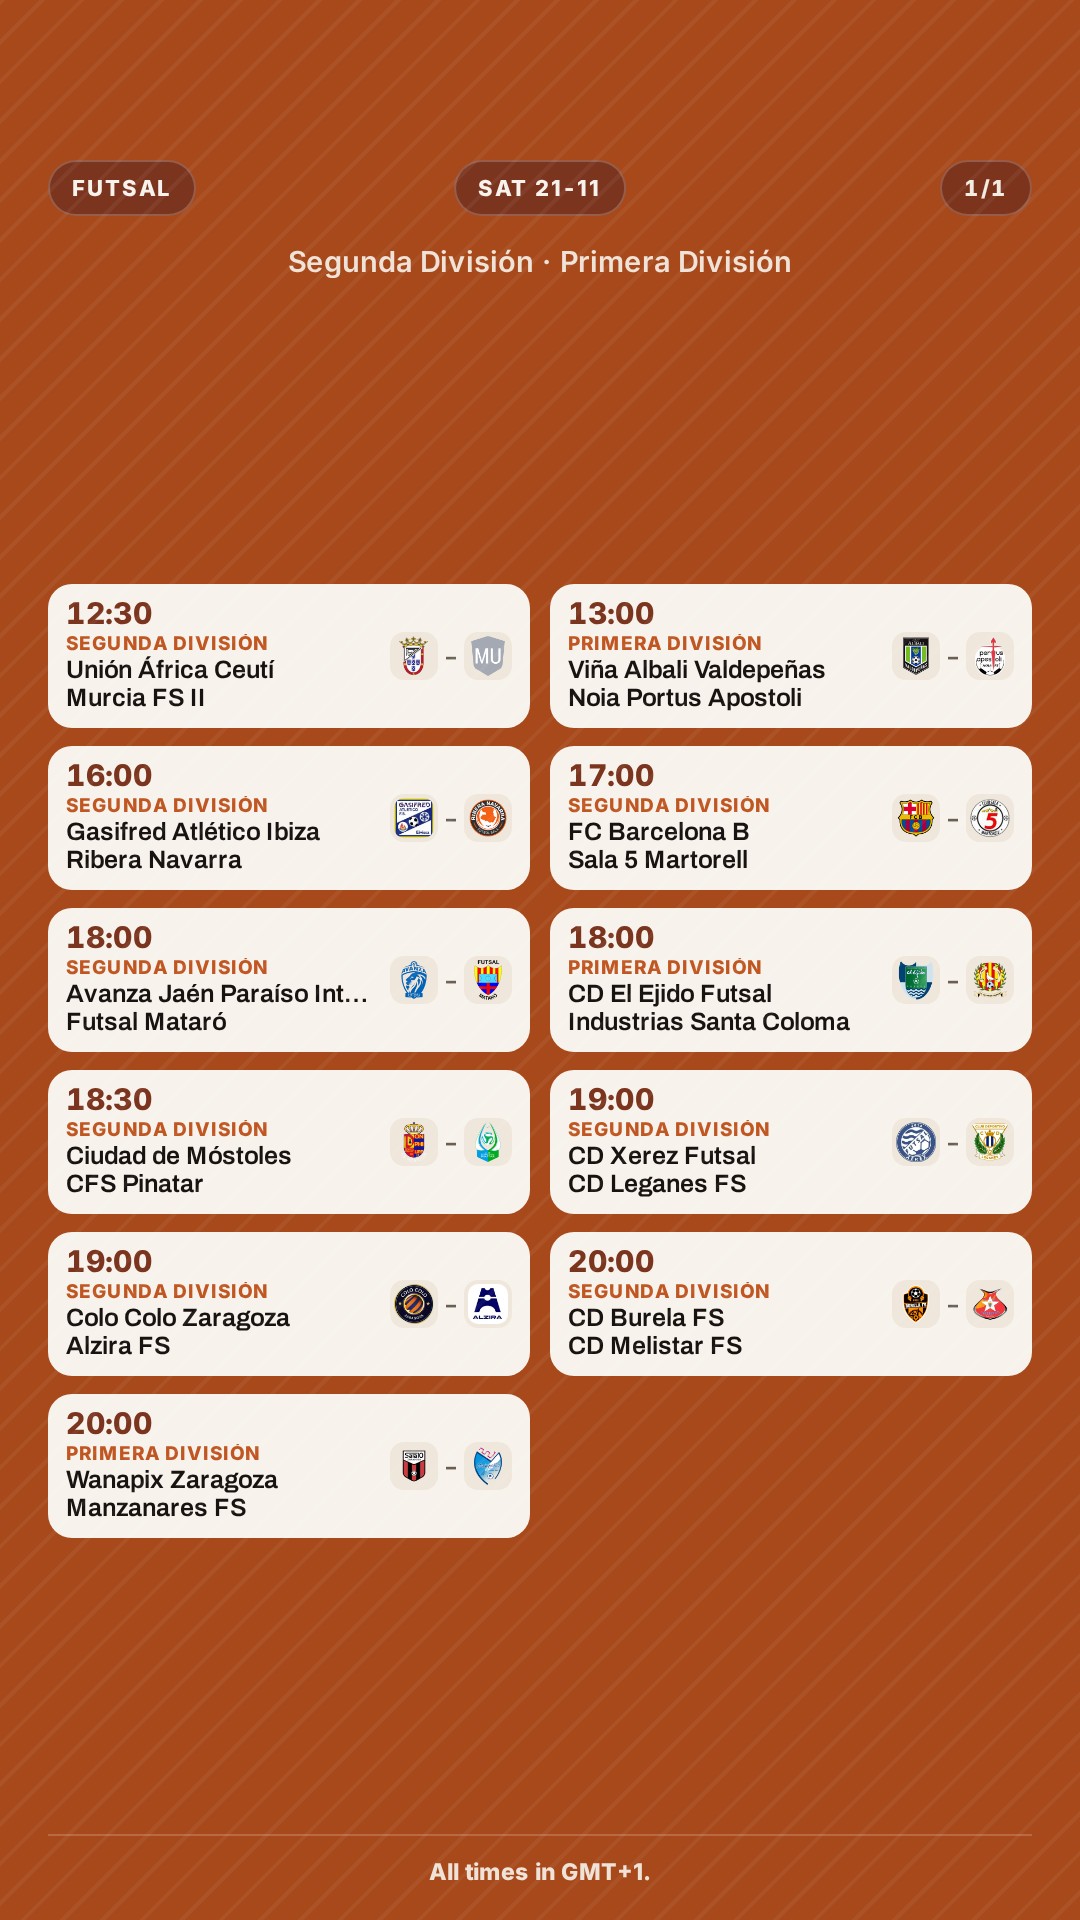 FUTSAL
SAT 21-11
1/1
Segunda División · Primera División
12:30
SEGUNDA DIVISIÓN
Unión África Ceutí
Murcia FS II
MU
13:00
PRIMERA DIVISIÓN
Viña Albali Valdepeñas
Noia Portus Apostoli
16:00
SEGUNDA DIVISIÓN
Gasifred Atlético Ibiza
Ribera Navarra
GASIFRED
17:00
SEGUNDA DIVISIÓN
FC Barcelona B
Sala 5 Martorell
5
18:00
SEGUNDA DIVISIÓN
Avanza Jaén Paraíso Int...
Futsal Mataró
FUTSAL
MATARÓ
18:00
PRIMERA DIVISIÓN
CD El Ejido Futsal
Industrias Santa Coloma
18:30
SEGUNDA DIVISIÓN
Ciudad de Móstoles
CFS Pinatar
19:00
SEGUNDA DIVISIÓN
CD Xerez Futsal
CD Leganes FS
19:00
SEGUNDA DIVISIÓN
Colo Colo Zaragoza
Alzira FS
ALZIRA
20:00
SEGUNDA DIVISIÓN
CD Burela FS
CD Melistar FS
20:00
PRIMERA DIVISIÓN
Wanapix Zaragoza
Manzanares FS
All times in GMT+1.